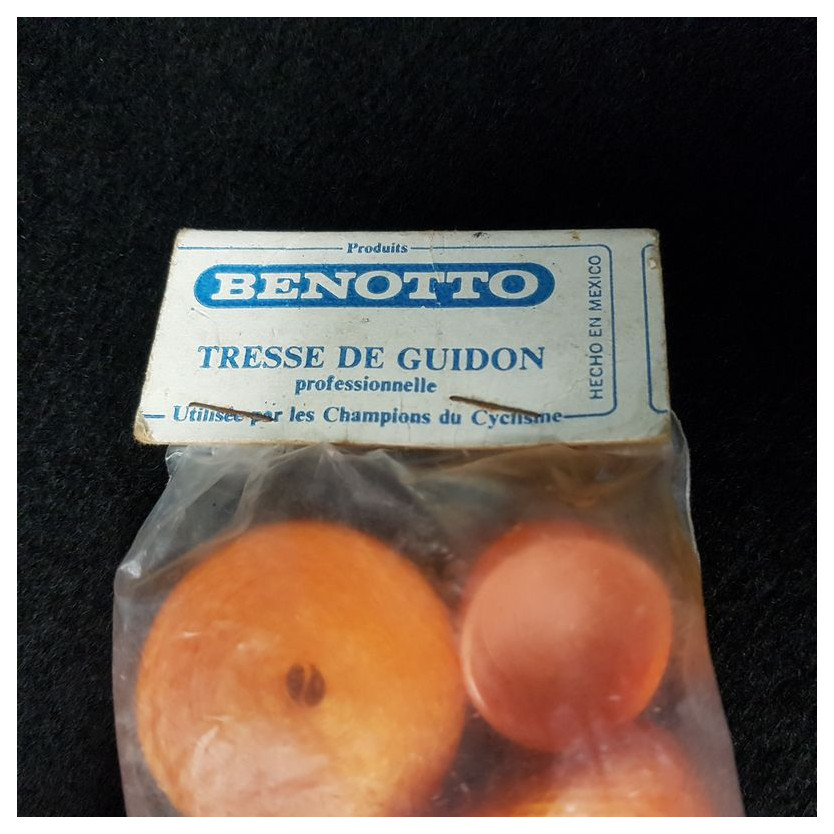 Produits
BENOTTO
TRESSE DE GUIDON
professionnelle
Utilisée par les Champions du Cyclisme
HECHO EN MEXICO